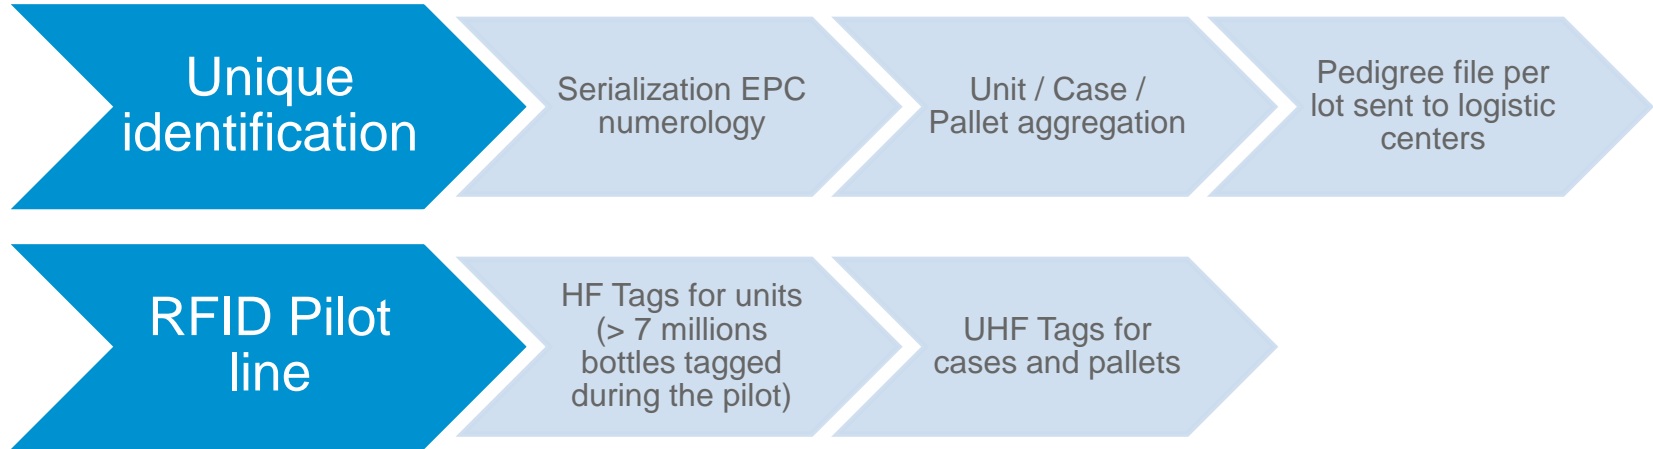 Unique
identification
Serialization EPC
numerology
Unit / Case /
Pallet aggregation
Pedigree file per
lot sent to logistic
centers
RFID Pilot
line
HF Tags for units
(> 7 millions
bottles tagged
during the pilot)
UHF Tags for
cases and pallets